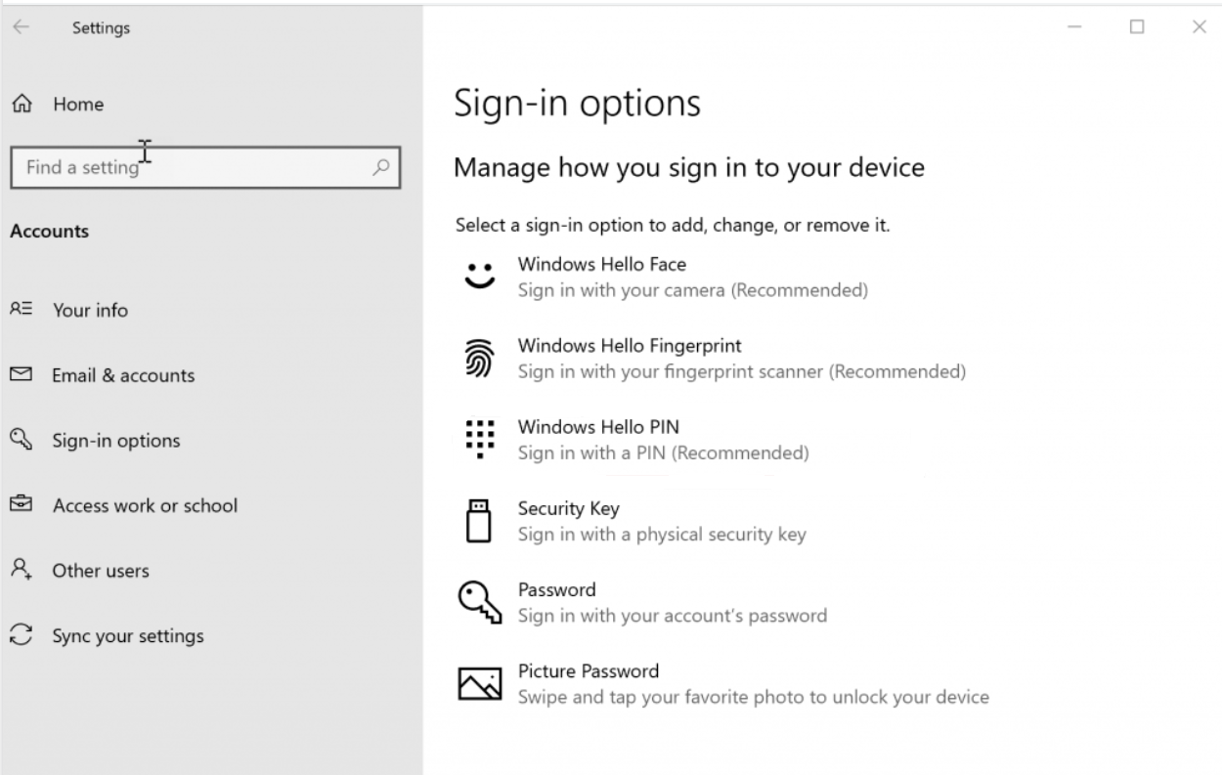 Settings
Home
Find a setting
Accounts
Your info
Email & accounts
Sign-in options
Access work or school
Other users
Sync your settings
Sign-in options
Manage how you sign in to your device
Select a sign-in option to add, change, or remove it.
Windows Hello Face
Sign in with your camera (Recommended)
Windows Hello Fingerprint
Sign in with your fingerprint scanner (Recommended)
Windows Hello PIN
Sign in with a PIN (Recommended)
Security Key
Sign in with a physical security key
Password
Sign in with your account's password
Picture Password
Swipe and tap your favorite photo to unlock your device